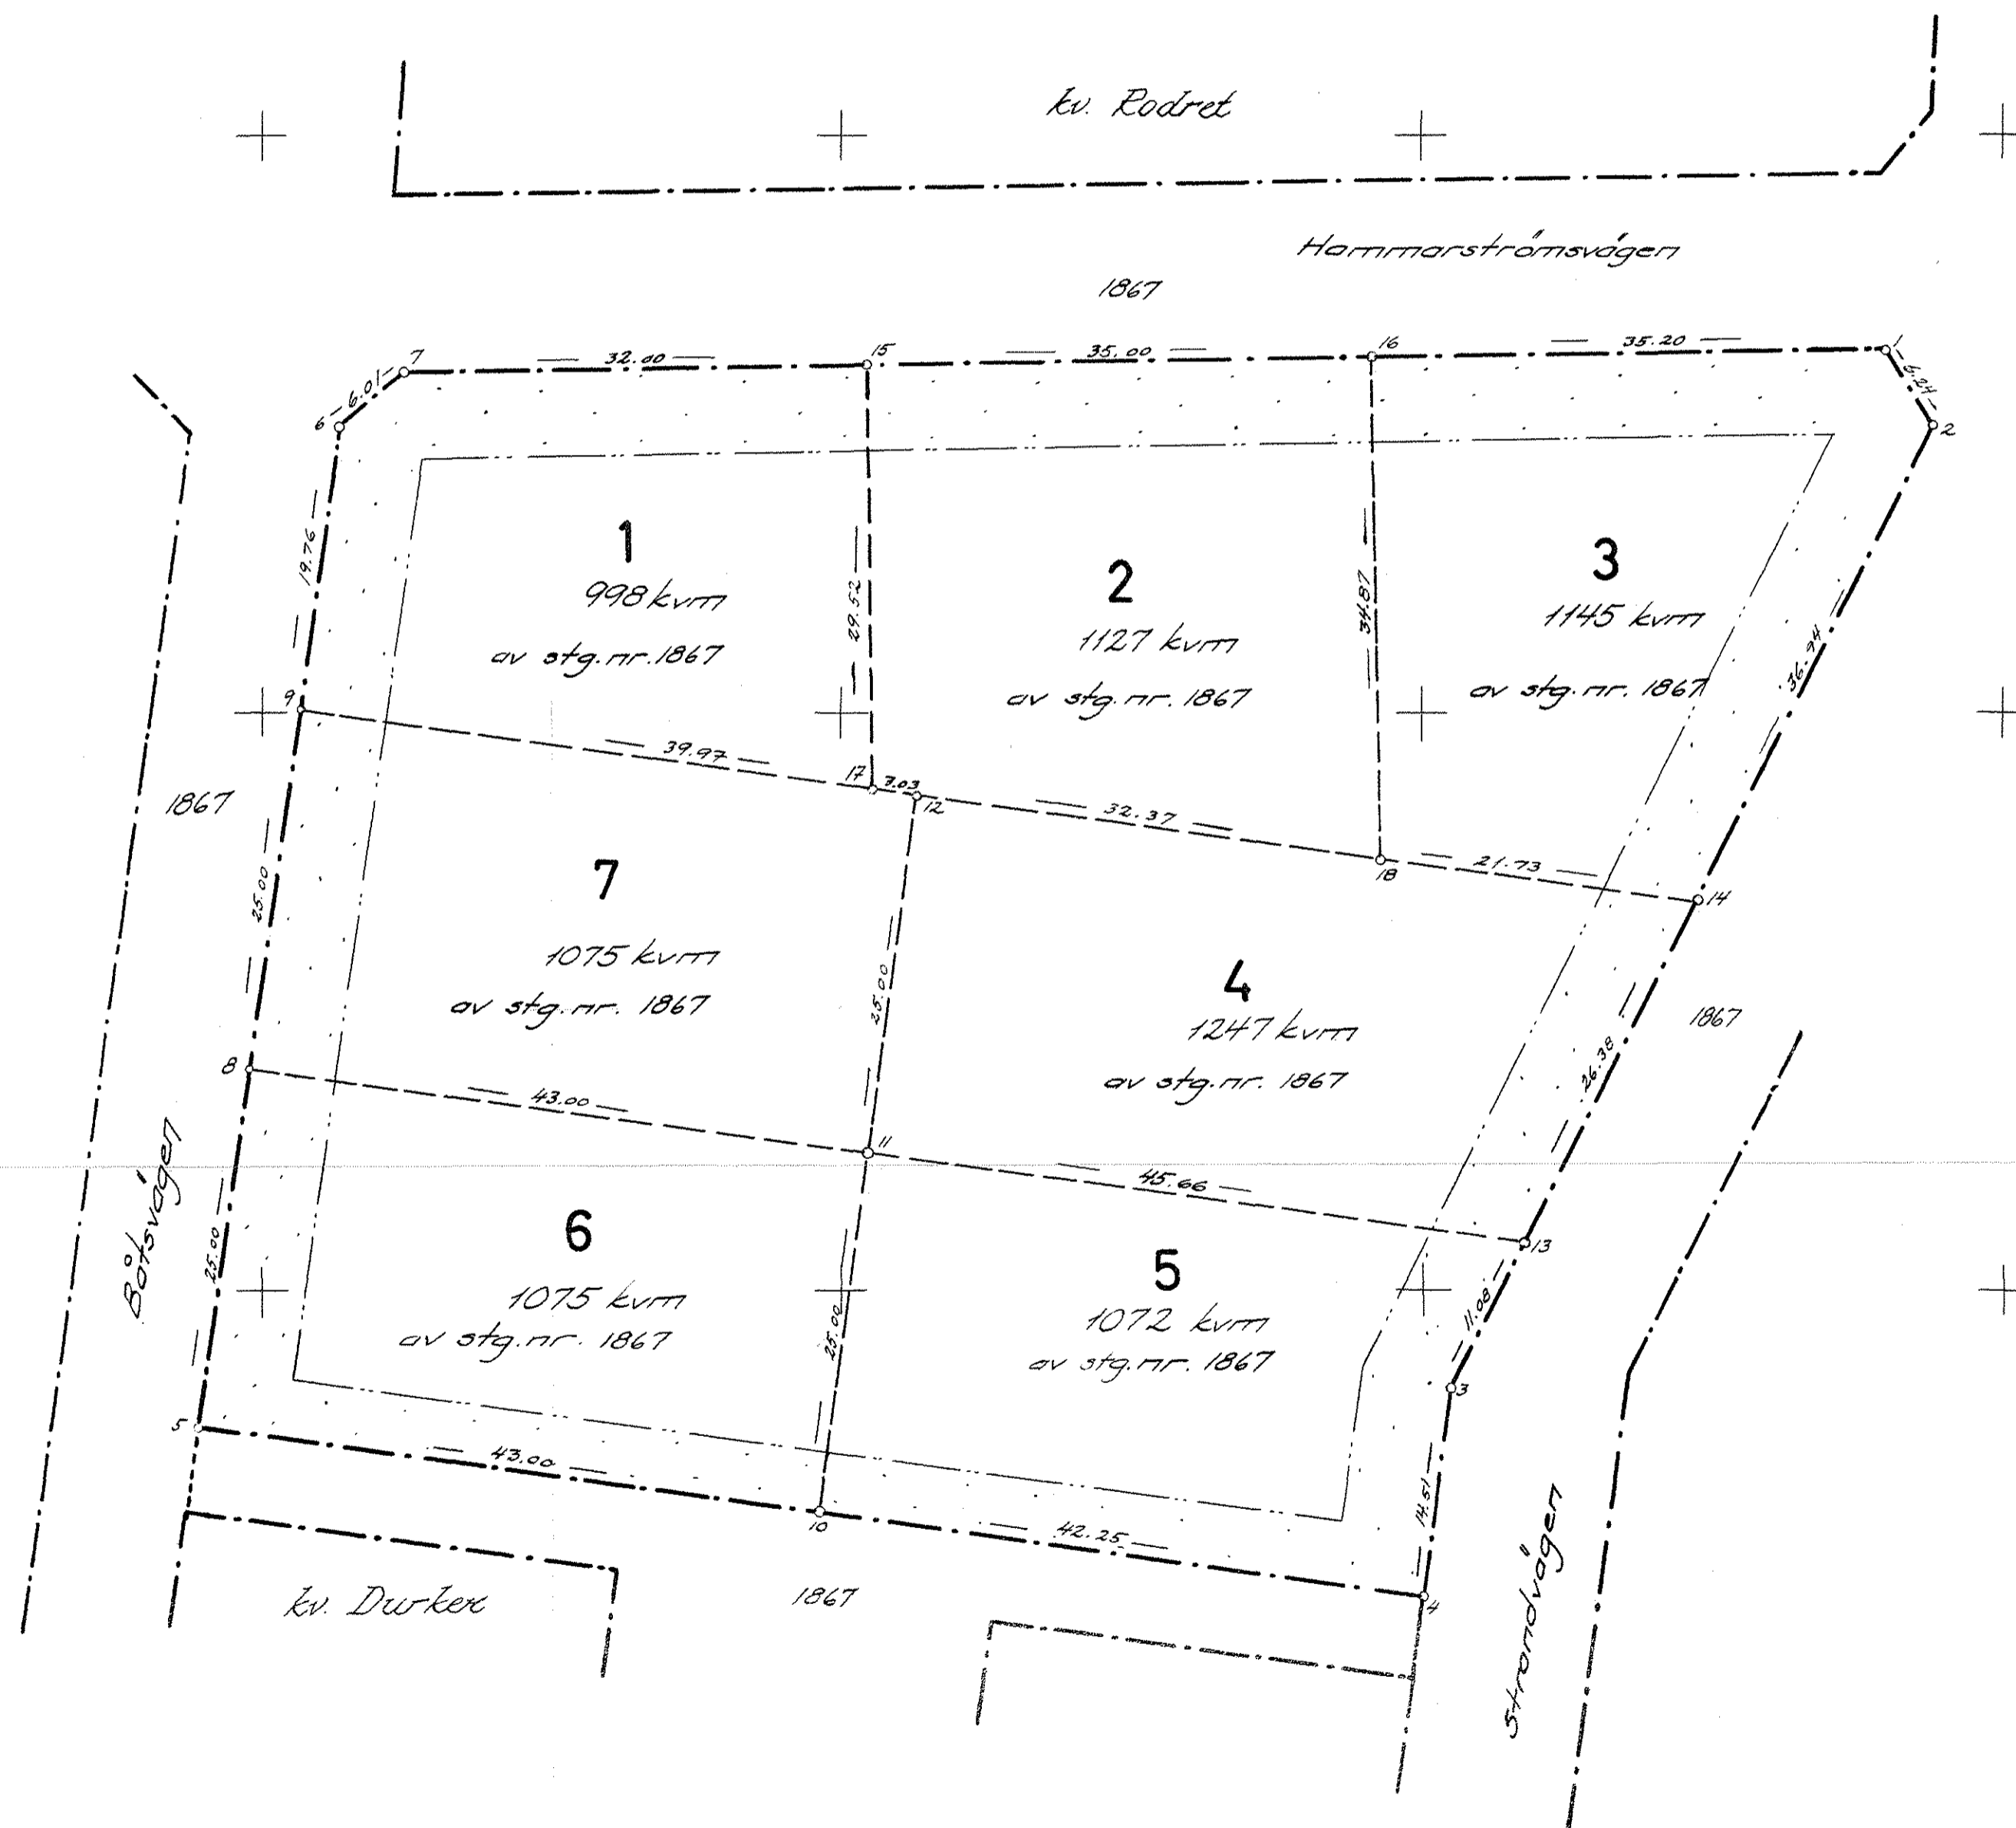 kv. Rodret
Hammarströmsvägen
1867
7
32.00
15
35.00
16
35.20
1
6.01
6
6.24
2
19.76
1
998 kvm
av stg.nr.1867
29.52
2
1127 kvm
av stg.nr. 1867
34.87
3
1145 kvm
av stg.nr. 1867
36.94
9
39.97
17
3.03
12
32.37
18
21.73
14
1867
25.00
7
1075 kvm
av stg.nr. 1867
25.00
4
1247 kvm
av stg.nr. 1867
26.38
1867
8
43.00
11
45.66
13
Båtsvägen
25.00
6
1075 kvm
av stg.nr. 1867
25.00
5
1072 kvm
av stg.nr. 1867
11.08
3
14.51
5
43.00
10
42.25
4
kv. Durken
1867
Strandvägen